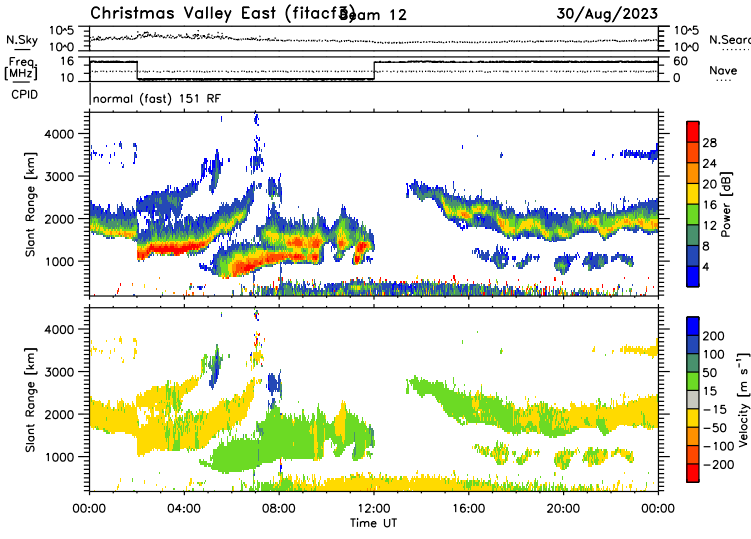 Christmas Valley East (fitacf3) Beam 12 30/Aug/2023
N.Sky 10^5 10^0 10^5 10^0 N.Searc
Freq. [MHz] 16 10 60 0 Nave
CPID normal (fast) 151 RF
Slant Range [km] 4000 3000 2000 1000
Power [dB] 28 24 20 16 12 8 4
Slant Range [km] 4000 3000 2000 1000
Velocity [m s⁻¹] 200 100 50 15 −15 −50 −100 −200
00:00 04:00 08:00 12:00 16:00 20:00 00:00
Time UT